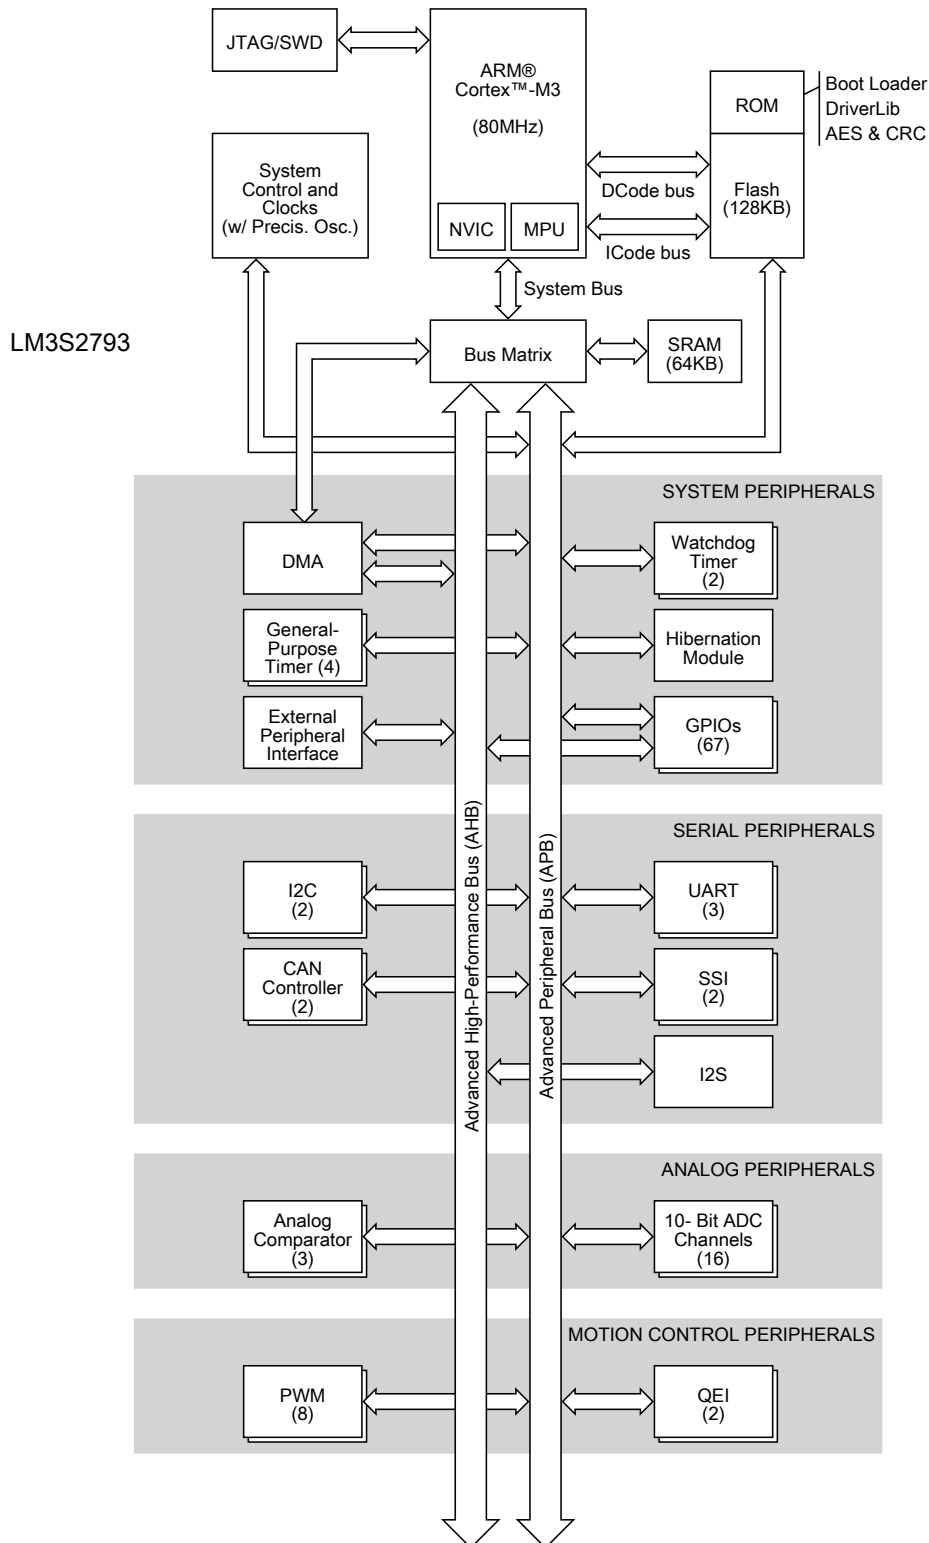 JTAG/SWD
ARM®
Cortex™-M3
(80MHz)
NVIC
MPU
ROM
Boot Loader
DriverLib
AES & CRC
Flash
(128KB)
DCode bus
ICode bus
System
Control and
Clocks
(w/ Precis. Osc.)
System Bus
LM3S2793
Bus Matrix
SRAM
(64KB)
SYSTEM PERIPHERALS
DMA
Watchdog
Timer
(2)
General-
Purpose
Timer (4)
Hibernation
Module
External
Peripheral
Interface
GPIOs
(67)
Advanced High-Performance Bus (AHB)
Advanced Peripheral Bus (APB)
SERIAL PERIPHERALS
I2C
(2)
UART
(3)
CAN
Controller
(2)
SSI
(2)
I2S
ANALOG PERIPHERALS
Analog
Comparator
(3)
10- Bit ADC
Channels
(16)
MOTION CONTROL PERIPHERALS
PWM
(8)
QEI
(2)